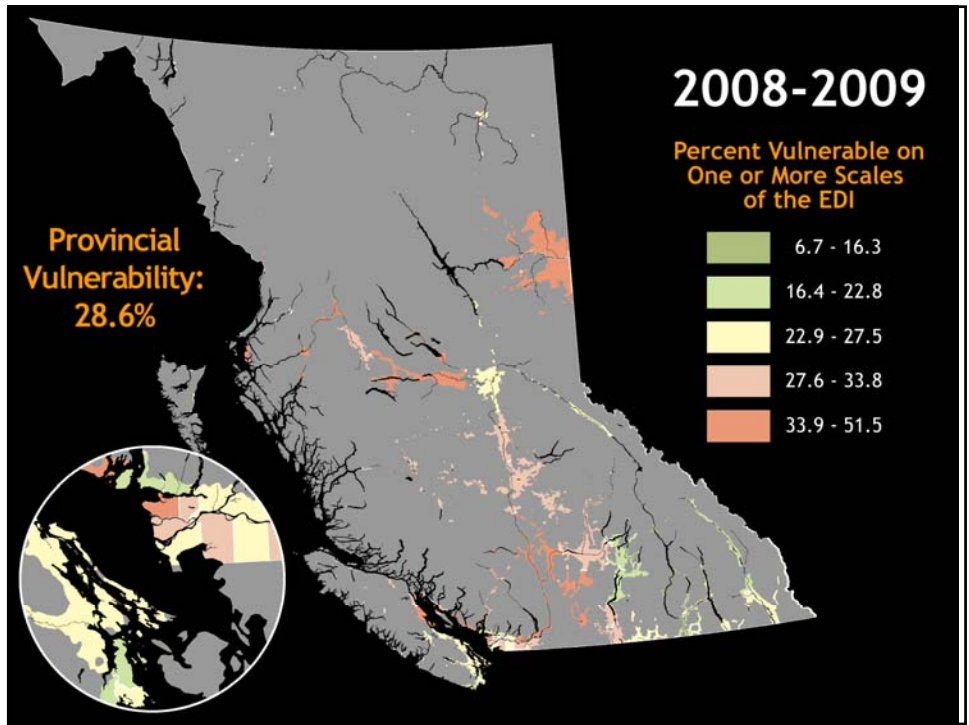 2008-2009
Percent Vulnerable on
One or More Scales
of the EDI
6.7 - 16.3
16.4 - 22.8
22.9 - 27.5
27.6 - 33.8
33.9 - 51.5
Provincial
Vulnerability:
28.6%